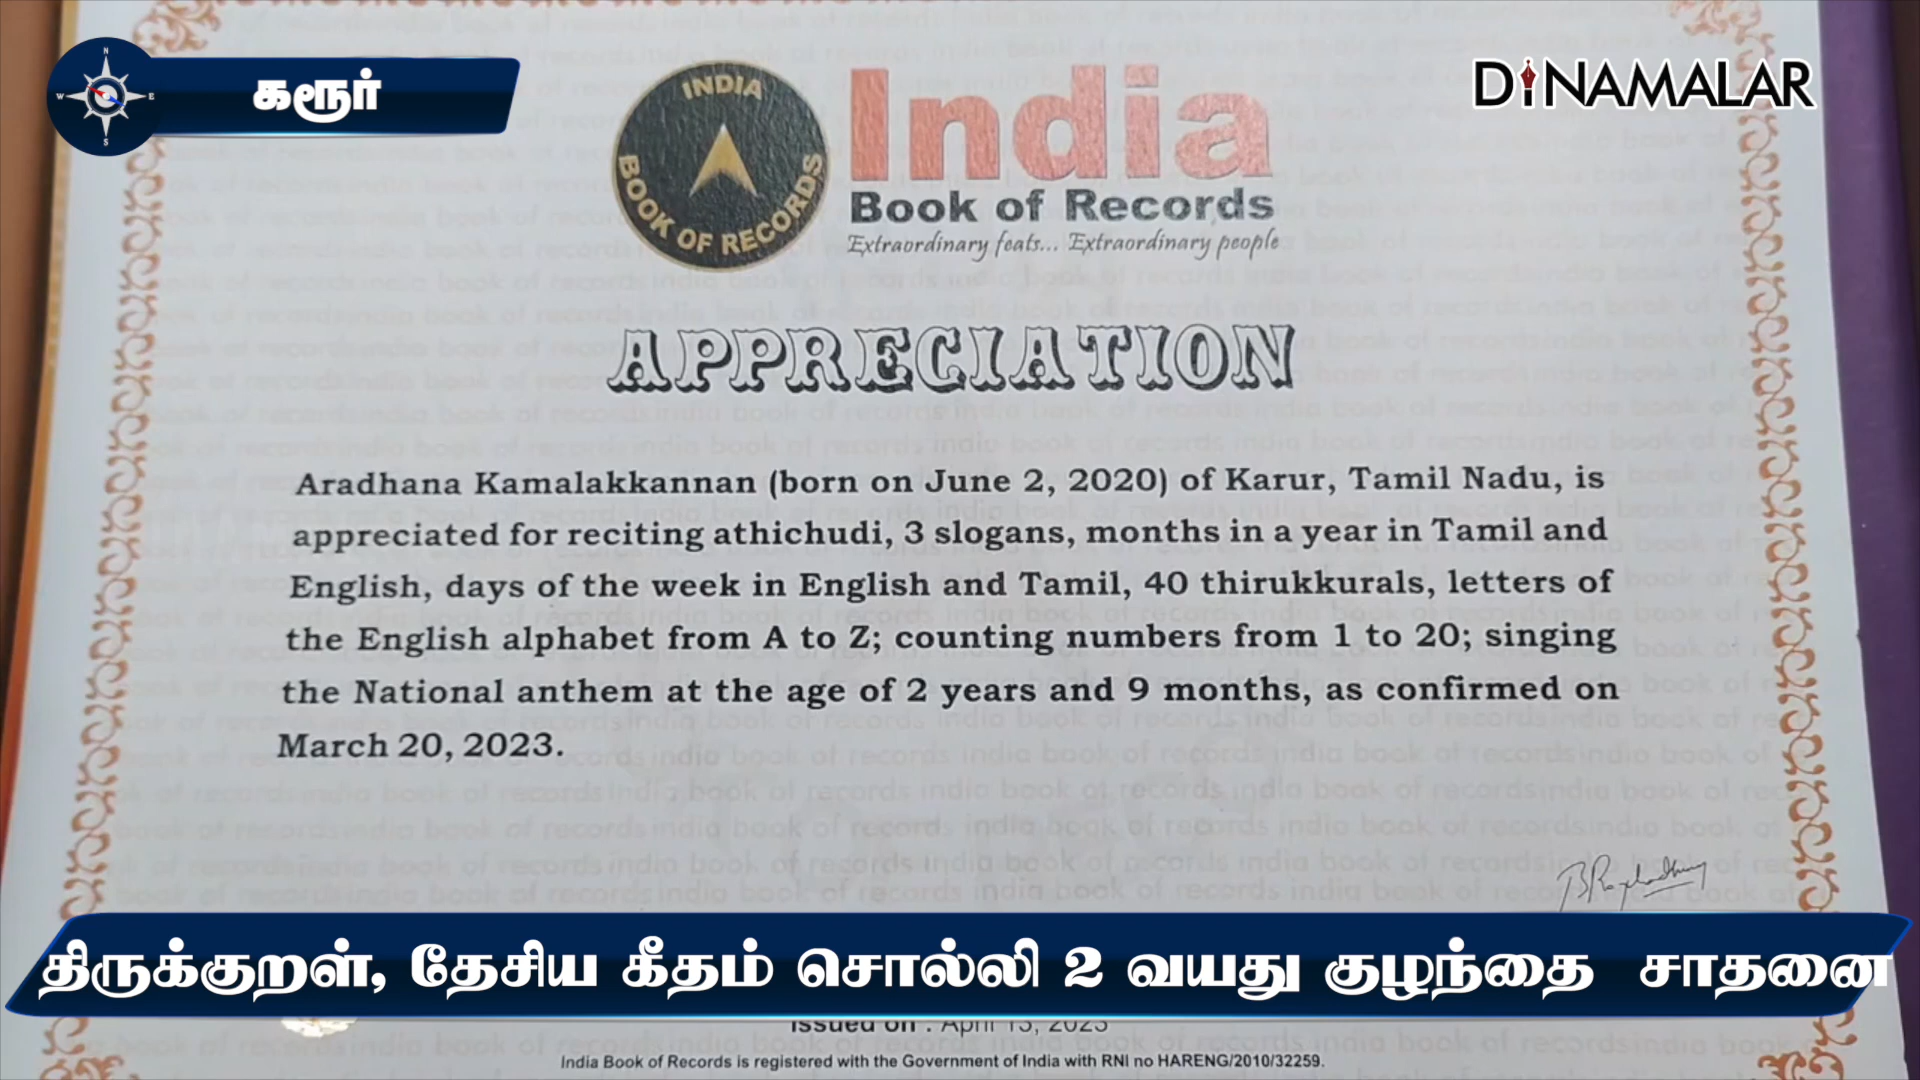 கரூர்
DINAMALAR
INDIA
BOOK OF RECORDS
India
Book of Records
Extraordinary feats... Extraordinary people
APPRECIATION
Aradhana Kamalakkannan (born on June 2, 2020) of Karur, Tamil Nadu, is
appreciated for reciting athichudi, 3 slogans, months in a year in Tamil and
English, days of the week in English and Tamil, 40 thirukkurals, letters of
the English alphabet from A to Z; counting numbers from 1 to 20; singing
the National anthem at the age of 2 years and 9 months, as confirmed on
March 20, 2023.
திருக்குறள், தேசிய கீதம் சொல்லி 2 வயது குழந்தை சாதனை
Issued on : April 13, 2023
India Book of Records is registered with the Government of India with RNI no HARENG/2010/32259.